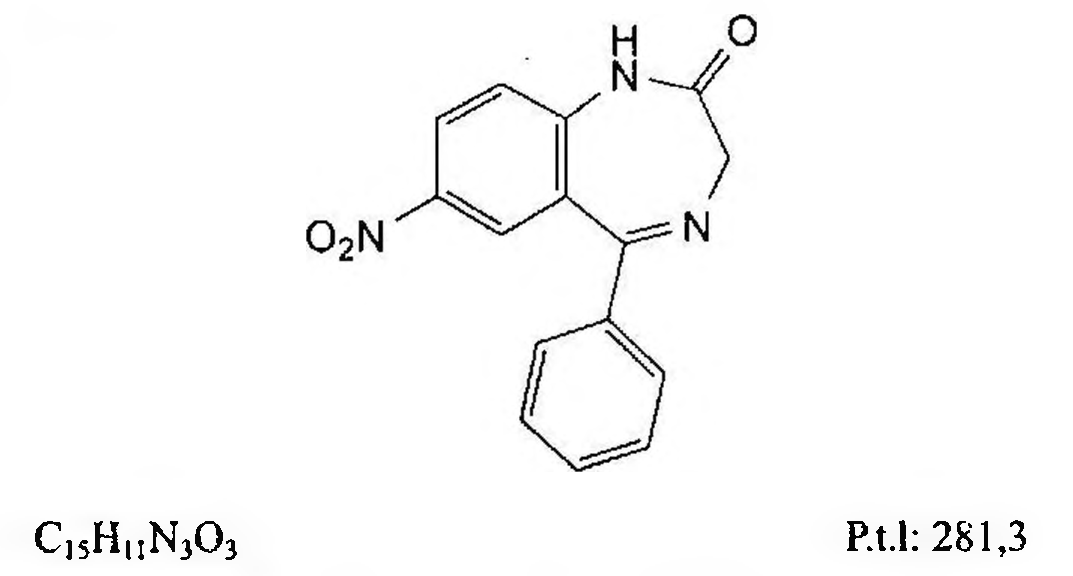 H
N
O
O₂N
N
C₁₅H₁₁N₃O₃
P.t.l: 281,3